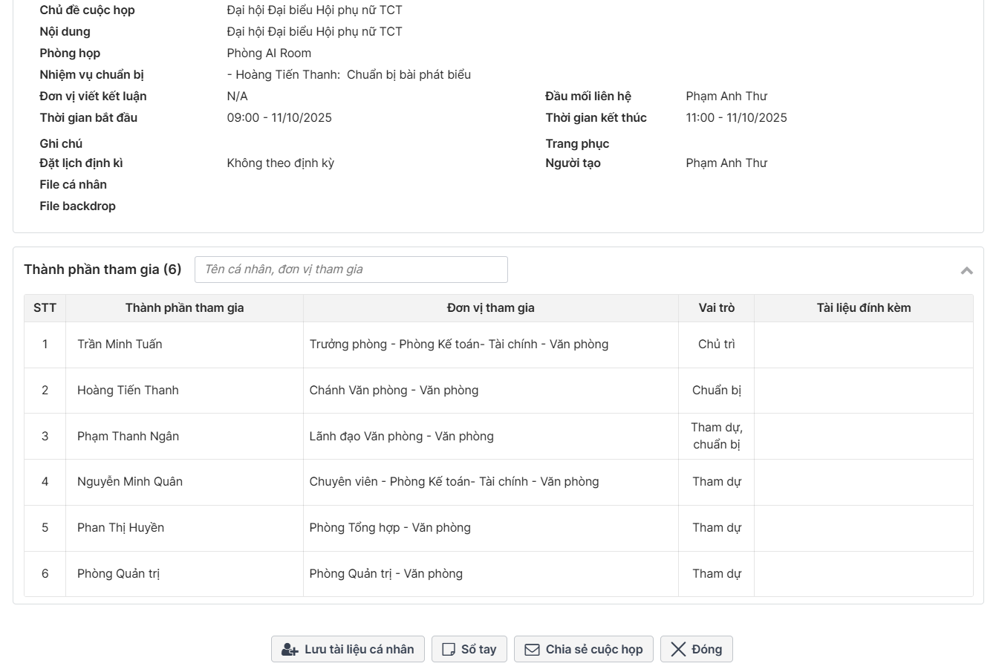 Chủ đề cuộc họp Đại hội Đại biểu Hội phụ nữ TCT
Nội dung Đại hội Đại biểu Hội phụ nữ TCT
Phòng họp Phòng AI Room
Nhiệm vụ chuẩn bị - Hoàng Tiến Thanh: Chuẩn bị bài phát biểu
Đơn vị viết kết luận N/A Đầu mối liên hệ Phạm Anh Thư
Thời gian bắt đầu 09:00 - 11/10/2025 Thời gian kết thúc 11:00 - 11/10/2025
Ghi chú Trang phục
Đặt lịch định kì Không theo định kỳ Người tạo Phạm Anh Thư
File cá nhân
File backdrop
Thành phần tham gia (6) Tên cá nhân, đơn vị tham gia
STT Thành phần tham gia Đơn vị tham gia Vai trò Tài liệu đính kèm
1 Trần Minh Tuấn Trưởng phòng - Phòng Kế toán- Tài chính - Văn phòng Chủ trì
2 Hoàng Tiến Thanh Chánh Văn phòng - Văn phòng Chuẩn bị
3 Phạm Thanh Ngân Lãnh đạo Văn phòng - Văn phòng Tham dự,
chuẩn bị
4 Nguyễn Minh Quân Chuyên viên - Phòng Kế toán- Tài chính - Văn phòng Tham dự
5 Phan Thị Huyền Phòng Tổng hợp - Văn phòng Tham dự
6 Phòng Quản trị Phòng Quản trị - Văn phòng Tham dự
Lưu tài liệu cá nhân Sổ tay Chia sẻ cuộc họp Đóng